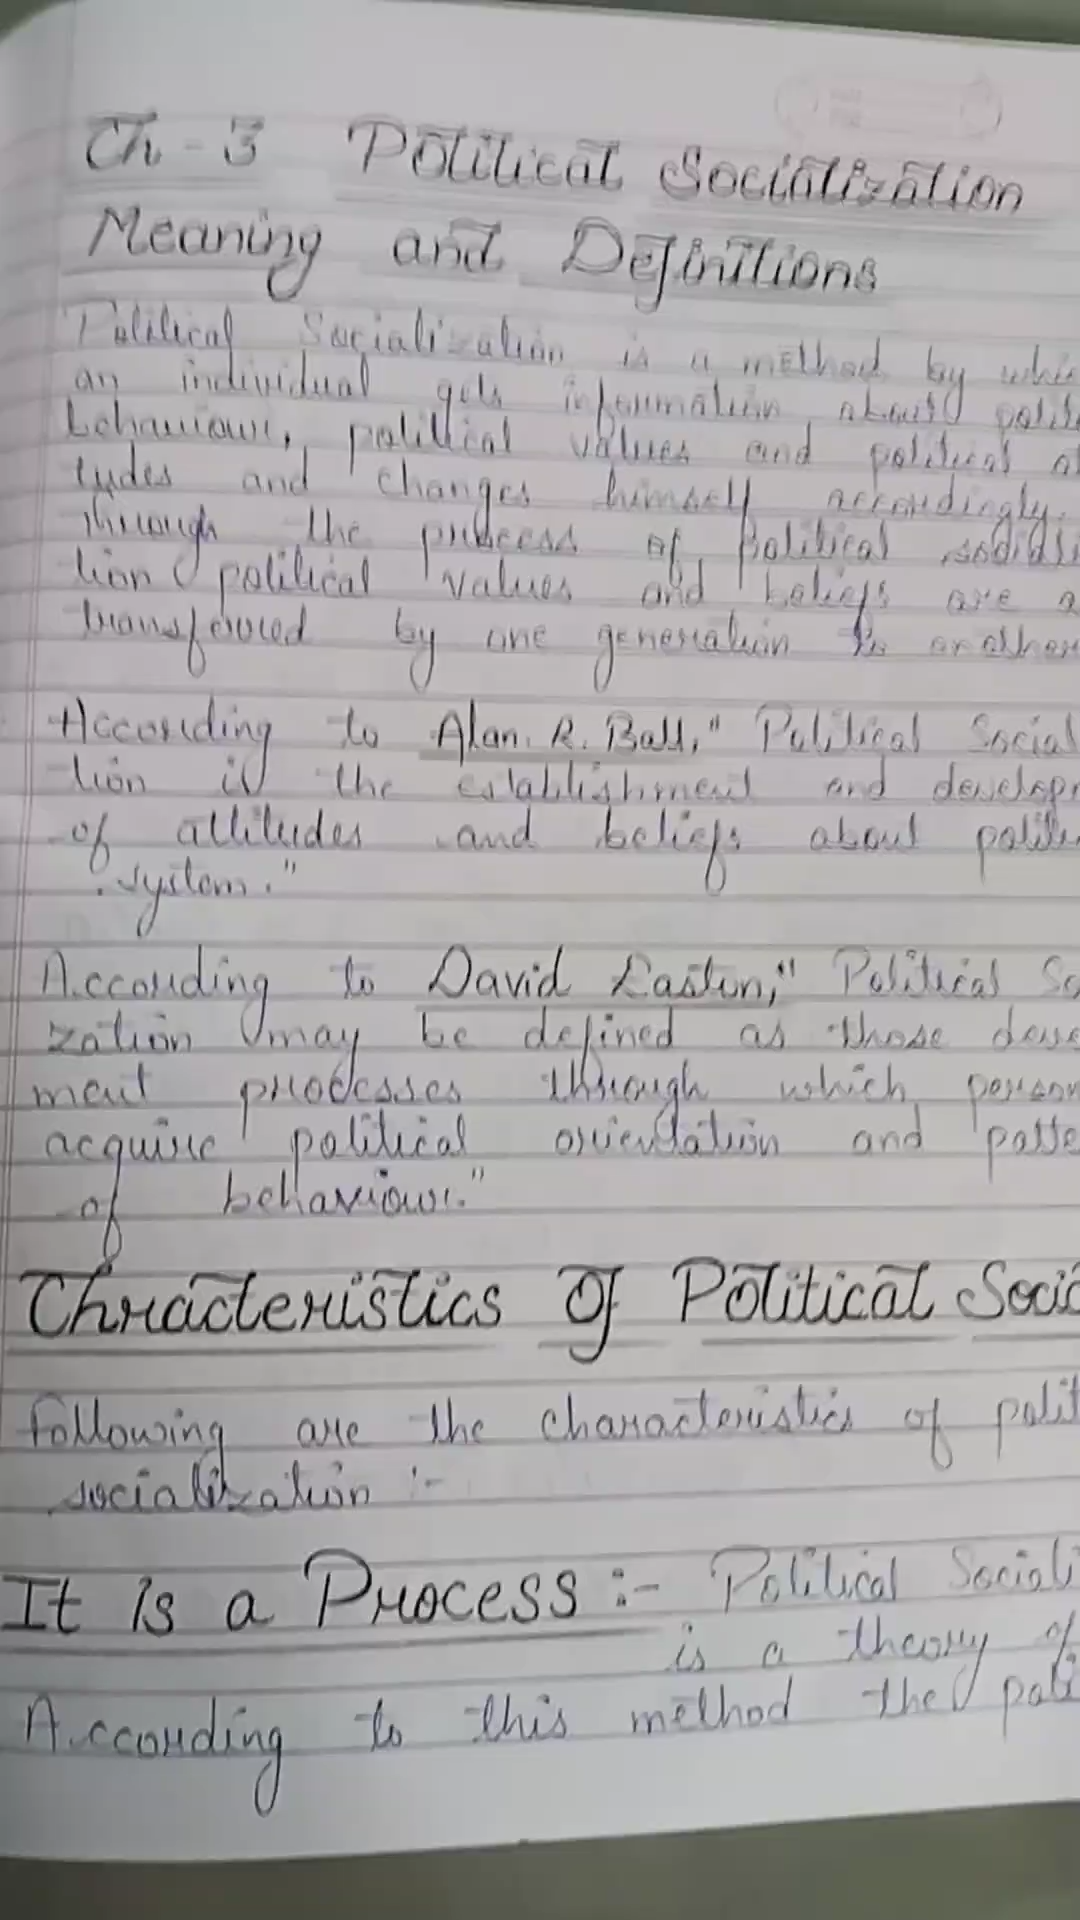 Ch - 3 Political Socialization
Meaning and Definitions
Political Socialization is a method by whic
an individual gets information about polit
behaviour, political values and political at
tudes and changes himself accordingly.
through the process of political sociali
tion political values and beliefs are a
transferred by one generation to another
According to Alan. R. Ball," Political Social
tion is the establishment and develop
of attitudes and beliefs about polit
system."
According to David Easton," Political So
zation may be defined as those deve
ment processes through which person
acquire political orientation and patte
of behaviour."
Chracteristics Of Political Socia
following are the characteristics of polit
socialization :-
It is a Process :- Political Sociali
is a theory of
According to this method the poli